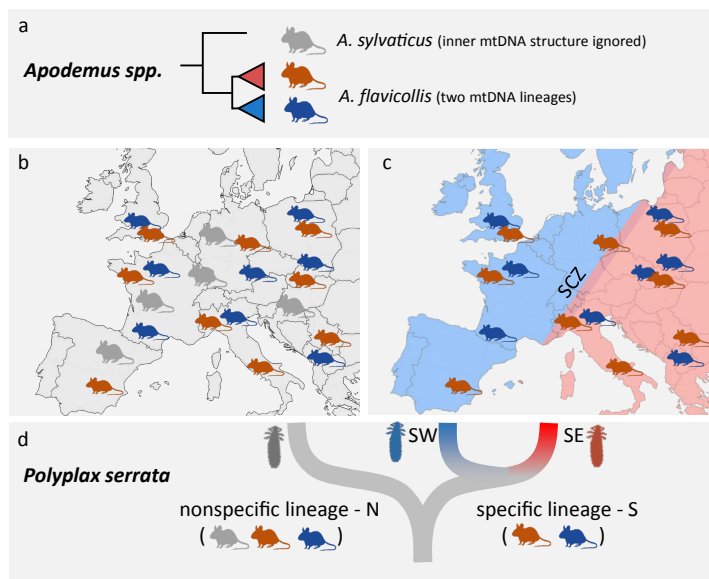 a
Apodemus spp.
A. sylvaticus (inner mtDNA structure ignored)
A. flavicollis (two mtDNA lineages)
b
c
SCZ
d
Polyplax serrata
SW
SE
nonspecific lineage - N
( )
specific lineage - S
( )